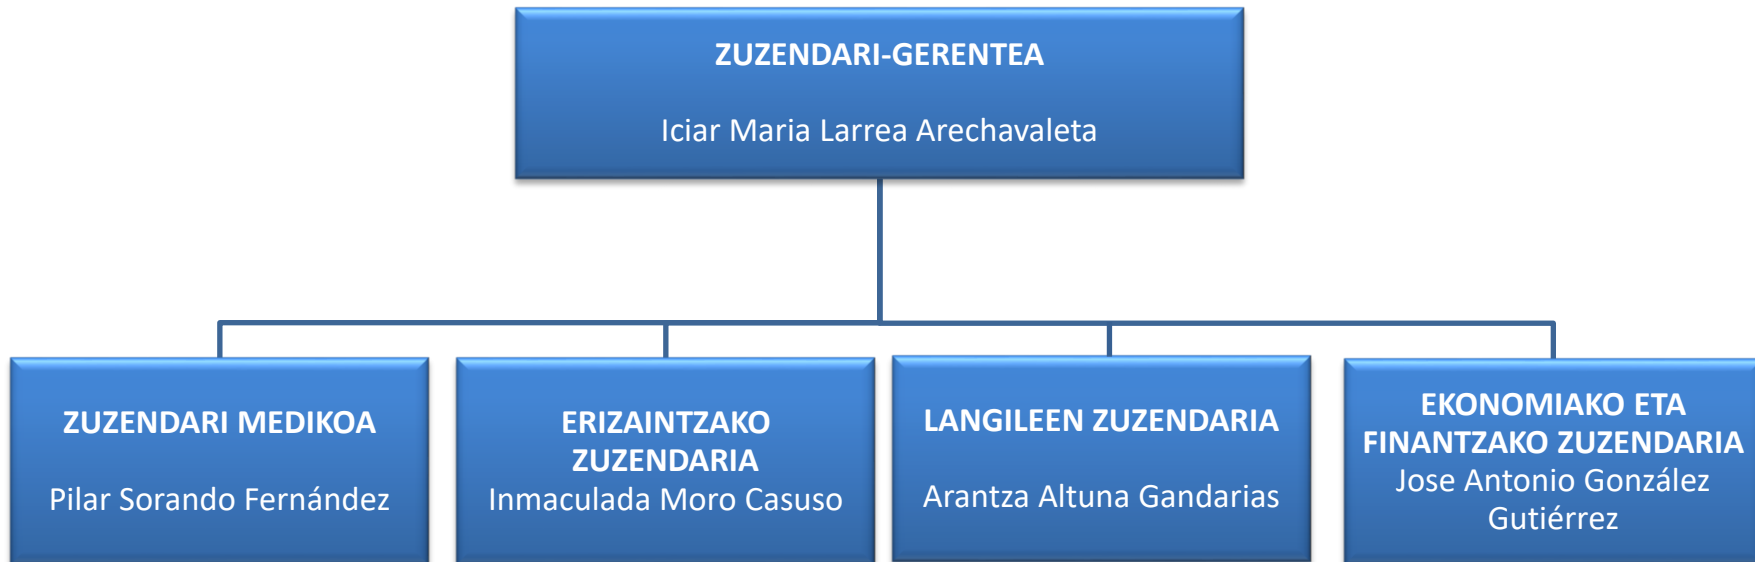 ZUZENDARI-GERENTEA
Iciar Maria Larrea Arechavaleta
ZUZENDARI MEDIKOA
Pilar Sorando Fernández
ERIZAINTZAKO
ZUZENDARIA
Inmaculada Moro Casuso
LANGILEEN ZUZENDARIA
Arantza Altuna Gandarias
EKONOMIAKO ETA
FINANTZAKO ZUZENDARIA
Jose Antonio González
Gutiérrez